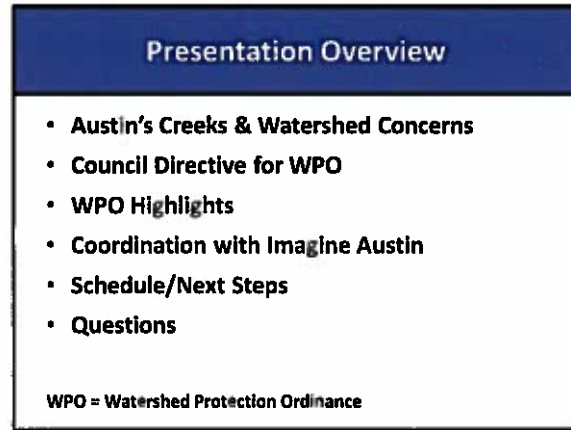 Presentation Overview
• Austin's Creeks & Watershed Concerns
• Council Directive for WPO
• WPO Highlights
• Coordination with Imagine Austin
• Schedule/Next Steps
• Questions
WPO = Watershed Protection Ordinance